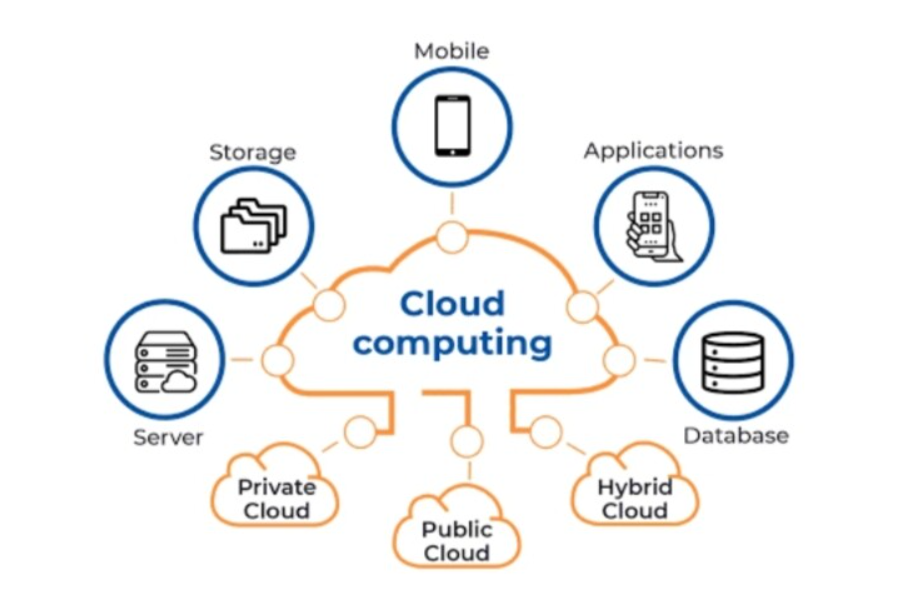 Mobile
Storage
Applications
Cloud
computing
Server
Database
Private
Cloud
Public
Cloud
Hybrid
Cloud